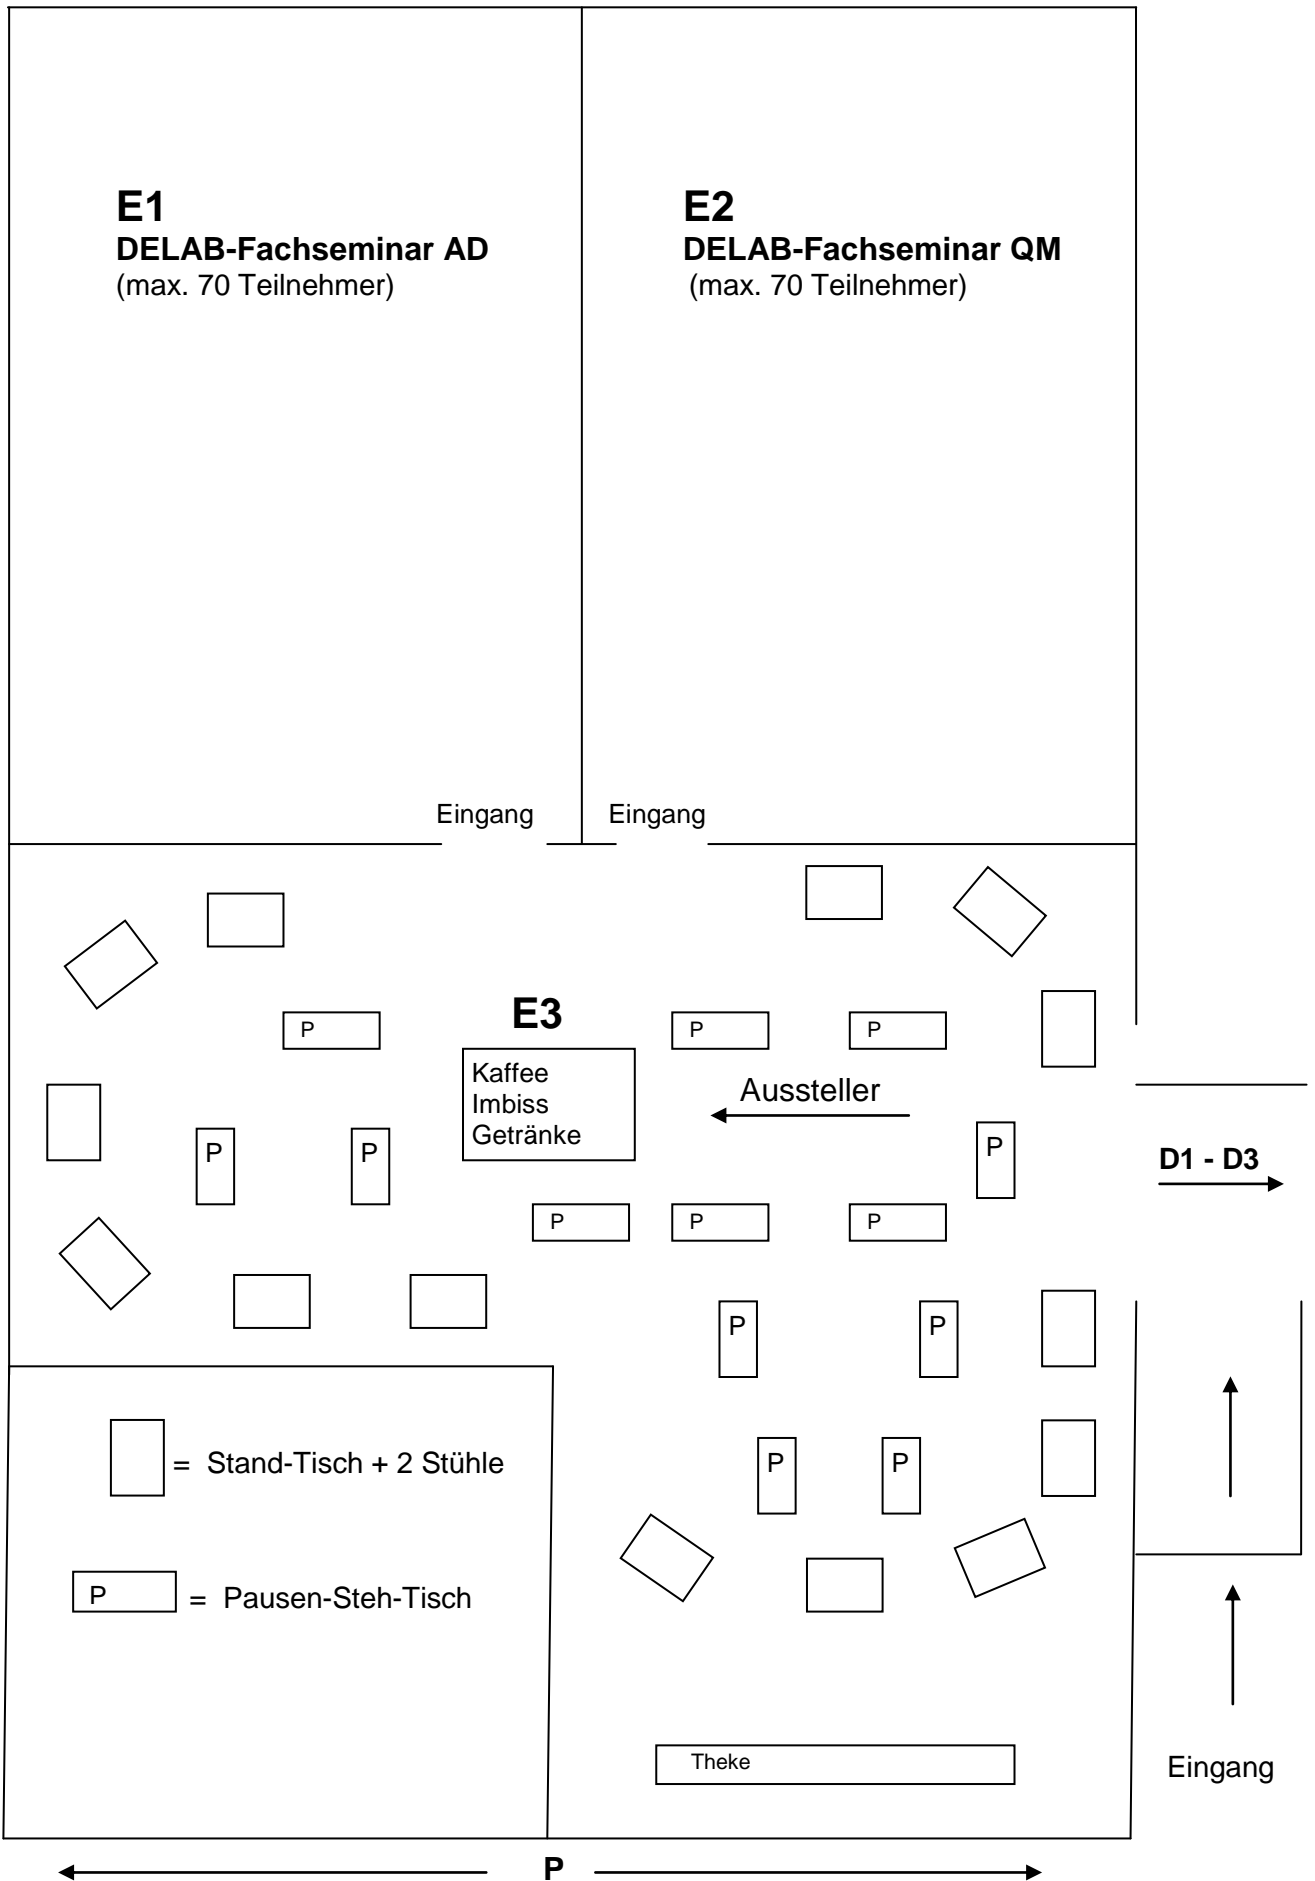 E1
DELAB-Fachseminar AD
(max. 70 Teilnehmer)
E2
DELAB-Fachseminar QM
(max. 70 Teilnehmer)
Eingang
Eingang
E3
P
P
P
Kaffee
Imbiss
Getränke
Aussteller
P
P
P
D1 - D3
P
P
P
P
P
P
P
= Stand-Tisch + 2 Stühle
P
= Pausen-Steh-Tisch
Theke
Eingang
P